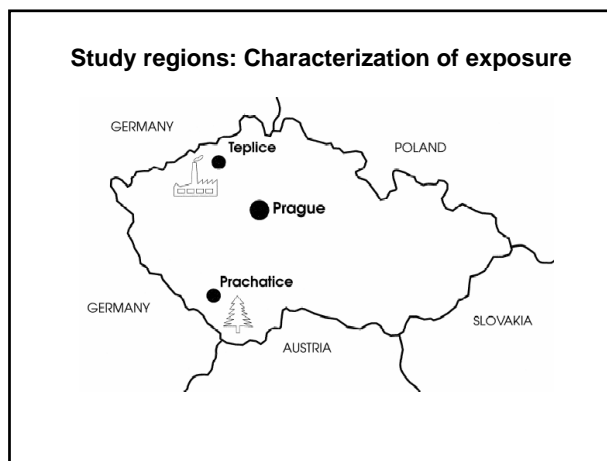 Study regions: Characterization of exposure
GERMANY
Teplice
POLAND
Prague
Prachatice
GERMANY
SLOVAKIA
AUSTRIA